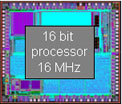 16 bit
processor
16 MHz